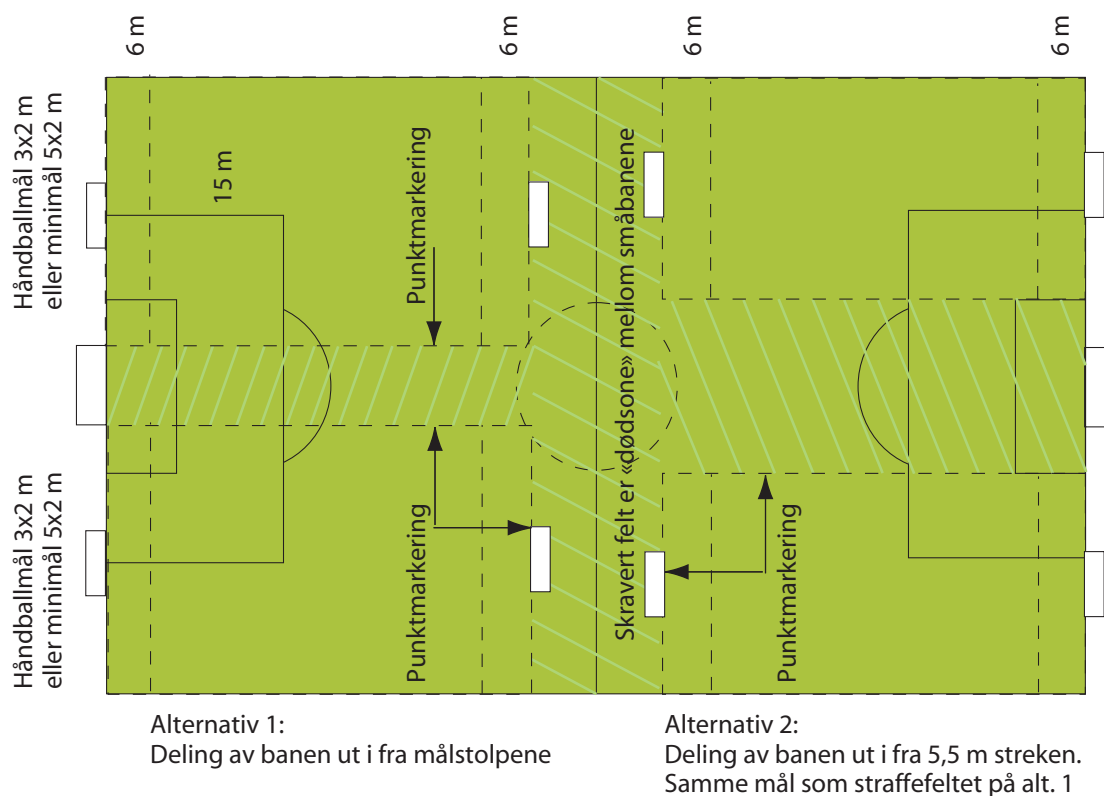 6 m
6 m
6 m
6 m
Håndballmål 3x2 m
eller minimål 5x2 m
15 m
Punktmarkering
Skravert felt er «dødsone» mellom småbanene
Håndballmål 3x2 m
eller minimål 5x2 m
Punktmarkering
Punktmarkering
Alternativ 1:
Deling av banen ut i fra målstolpene
Alternativ 2:
Deling av banen ut i fra 5,5 m streken.
Samme mål som straffefeltet på alt. 1